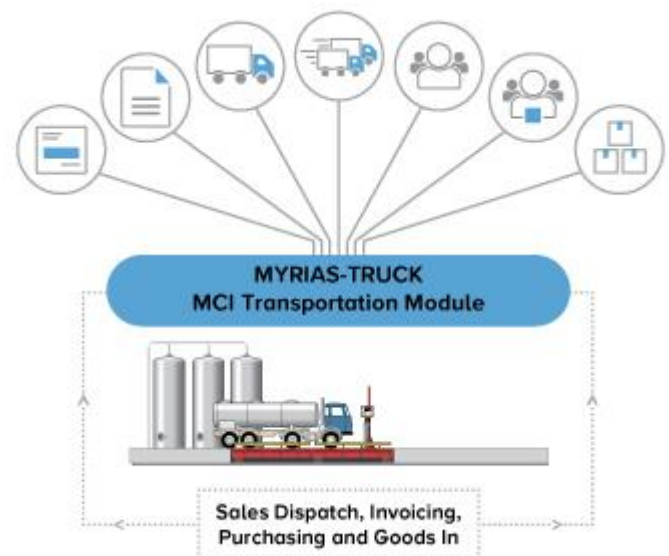 MYRIAS-TRUCK
MCI Transportation Module
Sales Dispatch, Invoicing,
Purchasing and Goods In